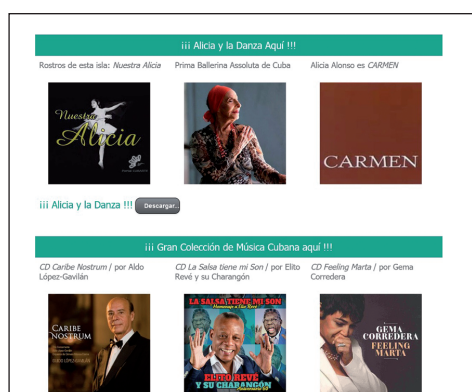 ¡¡¡ Alicia y la Danza Aquí !!!
Rostros de esta isla: Nuestra Alicia
Prima Ballerina Assoluta de Cuba
Alicia Alonso es CARMEN
Nuestra
Alicia
CARMEN
¡¡¡ Alicia y la Danza !!!
Descargar...
¡¡¡ Gran Colección de Música Cubana aquí !!!
CD Caribe Nostrum / por Aldo
López-Gavilán
CD La Salsa tiene mi Son / por Elito
Revé y su Charangón
CD Feeling Marta / por Gema
Corredera
CARIBE
NOSTRUM
LA SALSA TIENE MI SON
Homenaje a Elio Revé
ELITO REVÉ
Y SU CHARANGÓN
GEMA
CORREDERA
FEELING
MARTA